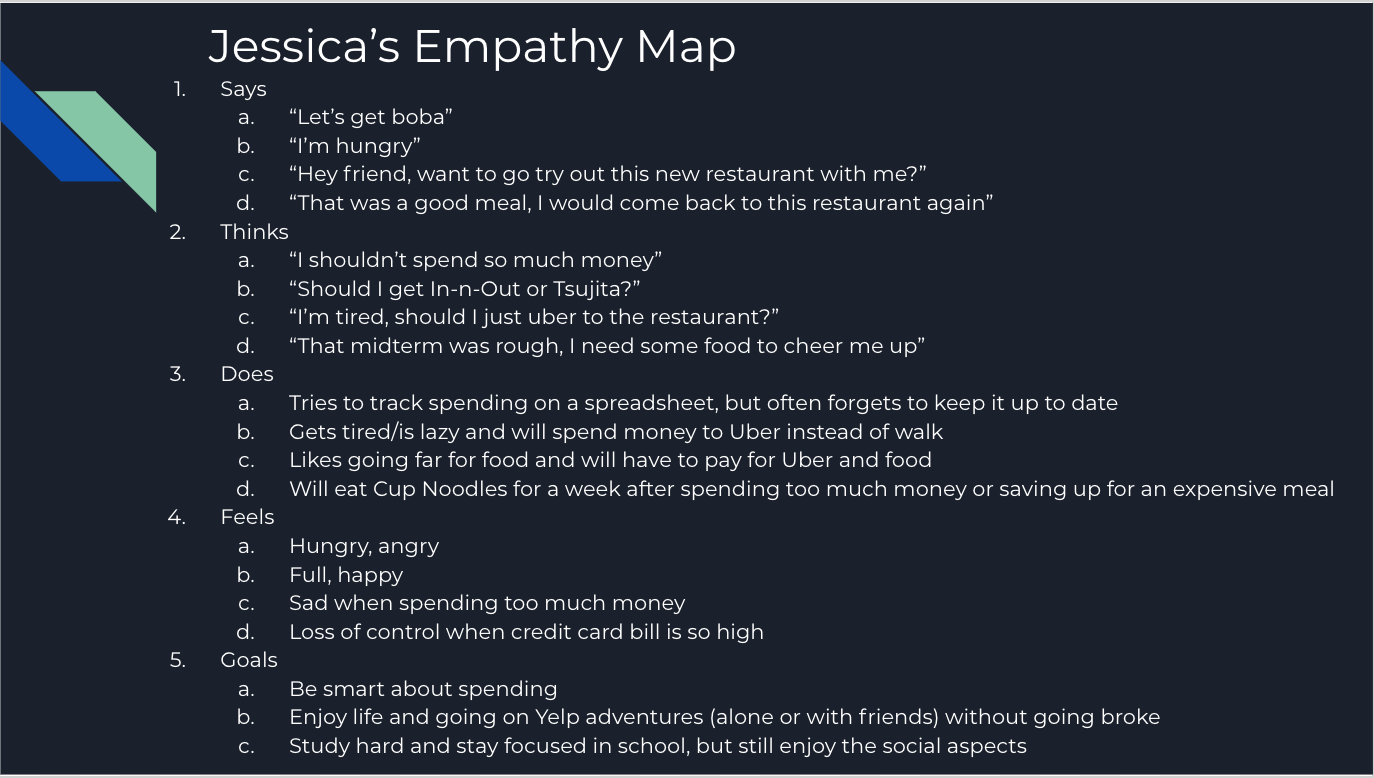 Jessica’s Empathy Map
1. Says
a. “Let’s get boba”
b. “I’m hungry”
c. “Hey friend, want to go try out this new restaurant with me?”
d. “That was a good meal, I would come back to this restaurant again”
2. Thinks
a. “I shouldn’t spend so much money”
b. “Should I get In-n-Out or Tsujita?”
c. “I’m tired, should I just uber to the restaurant?”
d. “That midterm was rough, I need some food to cheer me up”
3. Does
a. Tries to track spending on a spreadsheet, but often forgets to keep it up to date
b. Gets tired/is lazy and will spend money to Uber instead of walk
c. Likes going far for food and will have to pay for Uber and food
d. Will eat Cup Noodles for a week after spending too much money or saving up for an expensive meal
4. Feels
a. Hungry, angry
b. Full, happy
c. Sad when spending too much money
d. Loss of control when credit card bill is so high
5. Goals
a. Be smart about spending
b. Enjoy life and going on Yelp adventures (alone or with friends) without going broke
c. Study hard and stay focused in school, but still enjoy the social aspects